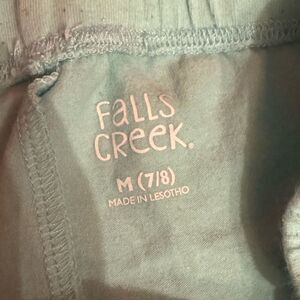 FaLLS
CReeK.
M (7/8)
MADE IN LESOTHO